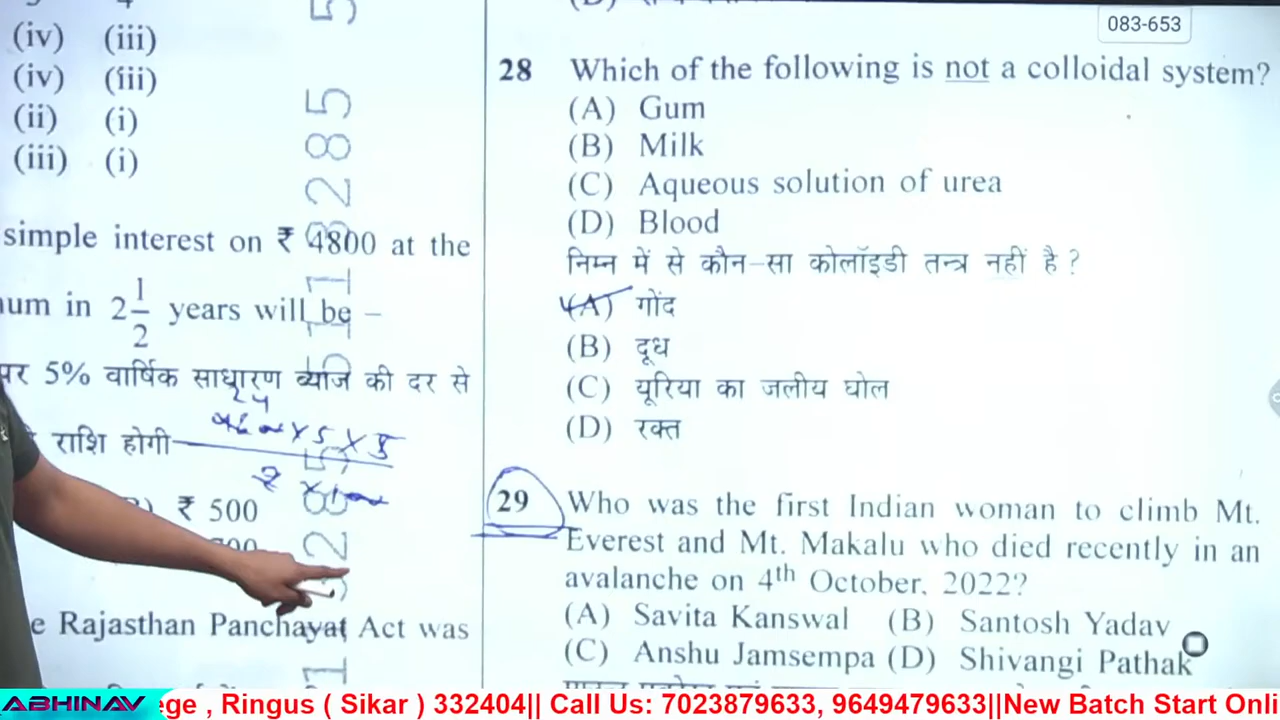 083-653
(iv) (iii)
(iv) (iii)
(ii) (i)
(iii) (i)
simple interest on ₹ 4800 at the
um in 2 1/2 years will be –
पर 5% वार्षिक साधारण ब्याज की दर से
राशि होगी
₹ 500
e Rajasthan Panchayat Act was
28 Which of the following is not a colloidal system?
(A) Gum
(B) Milk
(C) Aqueous solution of urea
(D) Blood
निम्न में से कौन-सा कोलॉइडी तन्त्र नहीं है ?
(A) गोंद
(B) दूध
(C) यूरिया का जलीय घोल
(D) रक्त
29 Who was the first Indian woman to climb Mt.
Everest and Mt. Makalu who died recently in an
avalanche on 4th October, 2022?
(A) Savita Kanswal (B) Santosh Yadav
(C) Anshu Jamsempa (D) Shivangi Pathak
ABHINAV ege , Ringus ( Sikar ) 332404|| Call Us: 7023879633, 9649479633||New Batch Start Onli